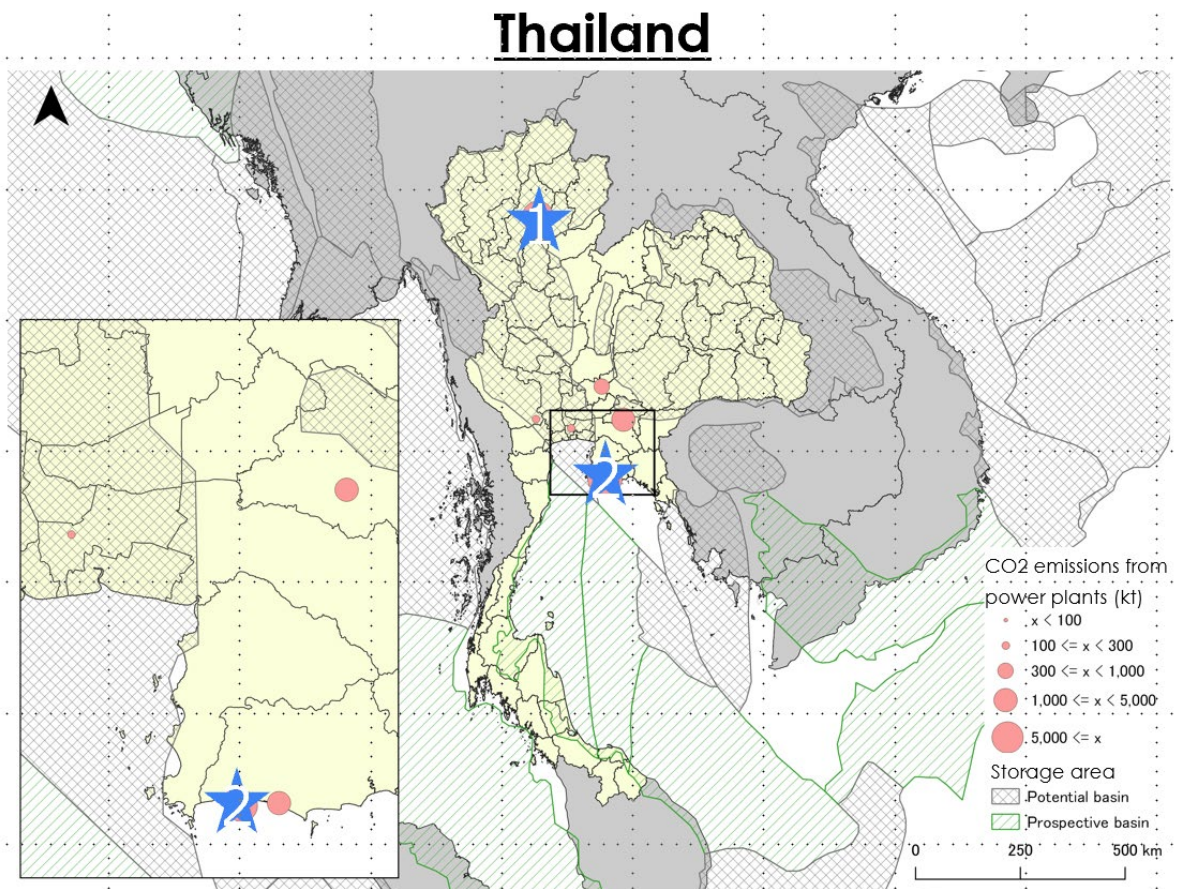 Thailand
1
2
2
CO2 emissions from
power plants (kt)
x < 100
100 <= x < 300
300 <= x < 1,000
1,000 <= x < 5,000
5,000 <= x
Storage area
Potential basin
Prospective basin
0 250 500 km